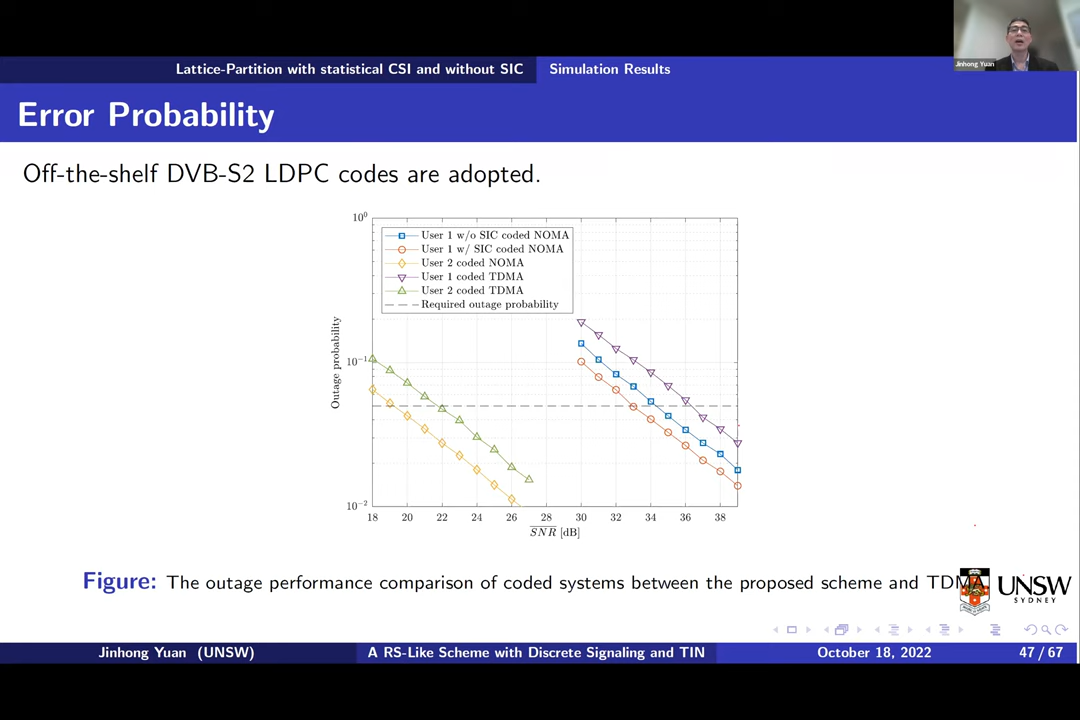 Jinhong Yuan
Lattice-Partition with statistical CSI and without SIC Simulation Results
Error Probability
Off-the-shelf DVB-S2 LDPC codes are adopted.
User 1 w/o SIC coded NOMA
User 1 w/ SIC coded NOMA
User 2 coded NOMA
User 1 coded TDMA
User 2 coded TDMA
Required outage probability
Outage probability
10^0
10^-1
10^-2
18 20 22 24 26 28 30 32 34 36 38
SNR [dB]
Figure: The outage performance comparison of coded systems between the proposed scheme and TDMA
UNSW
SYDNEY
Jinhong Yuan (UNSW) A RS-Like Scheme with Discrete Signaling and TIN October 18, 2022 47 / 67